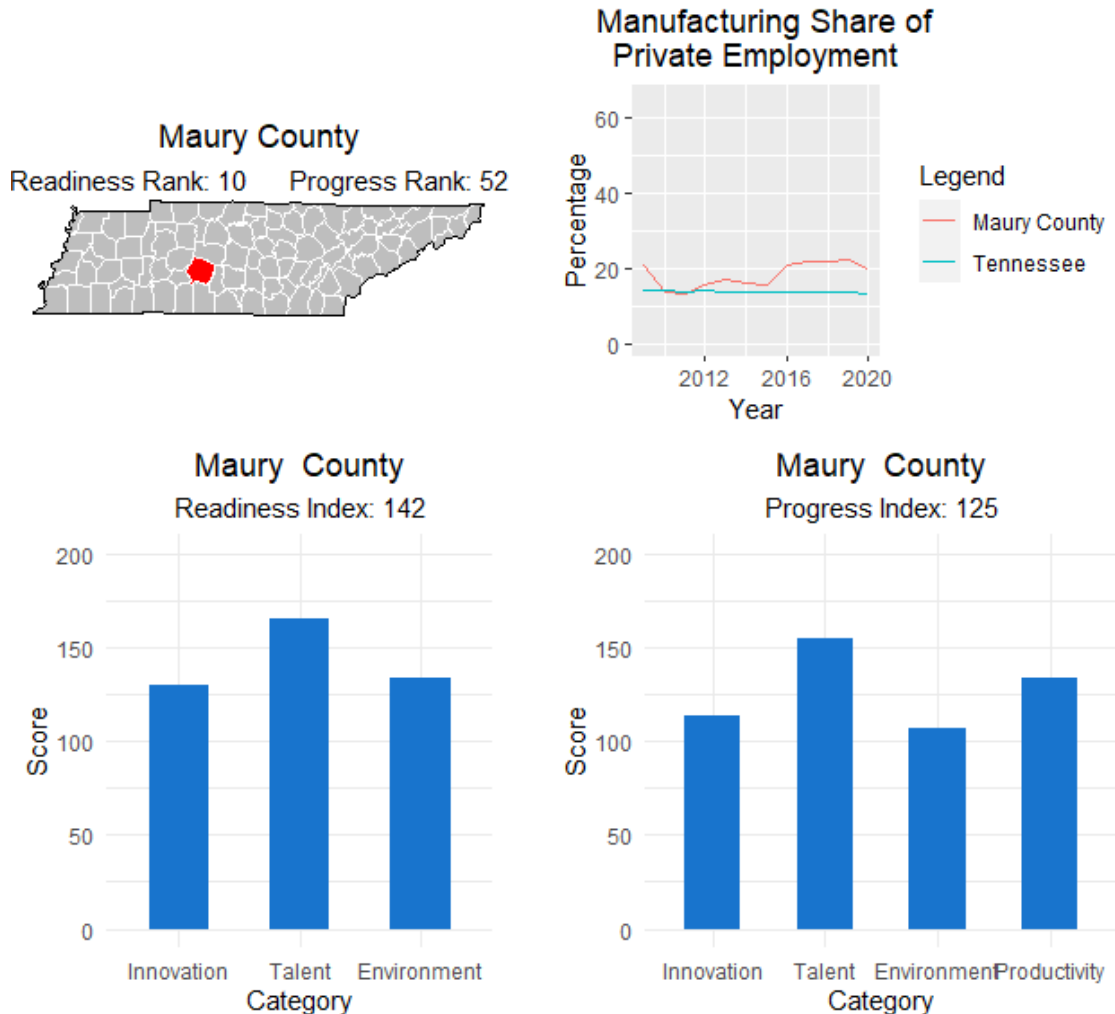 Maury County
Readiness Rank: 10 Progress Rank: 52
Manufacturing Share of
Private Employment
60
40
20
0
Percentage
2012 2016 2020
Year
Legend
Maury County
Tennessee
Maury County
Readiness Index: 142
200
150
100
50
0
Score
Innovation Talent Environment
Category
Maury County
Progress Index: 125
200
150
100
50
0
Score
Innovation Talent Environment Productivity
Category